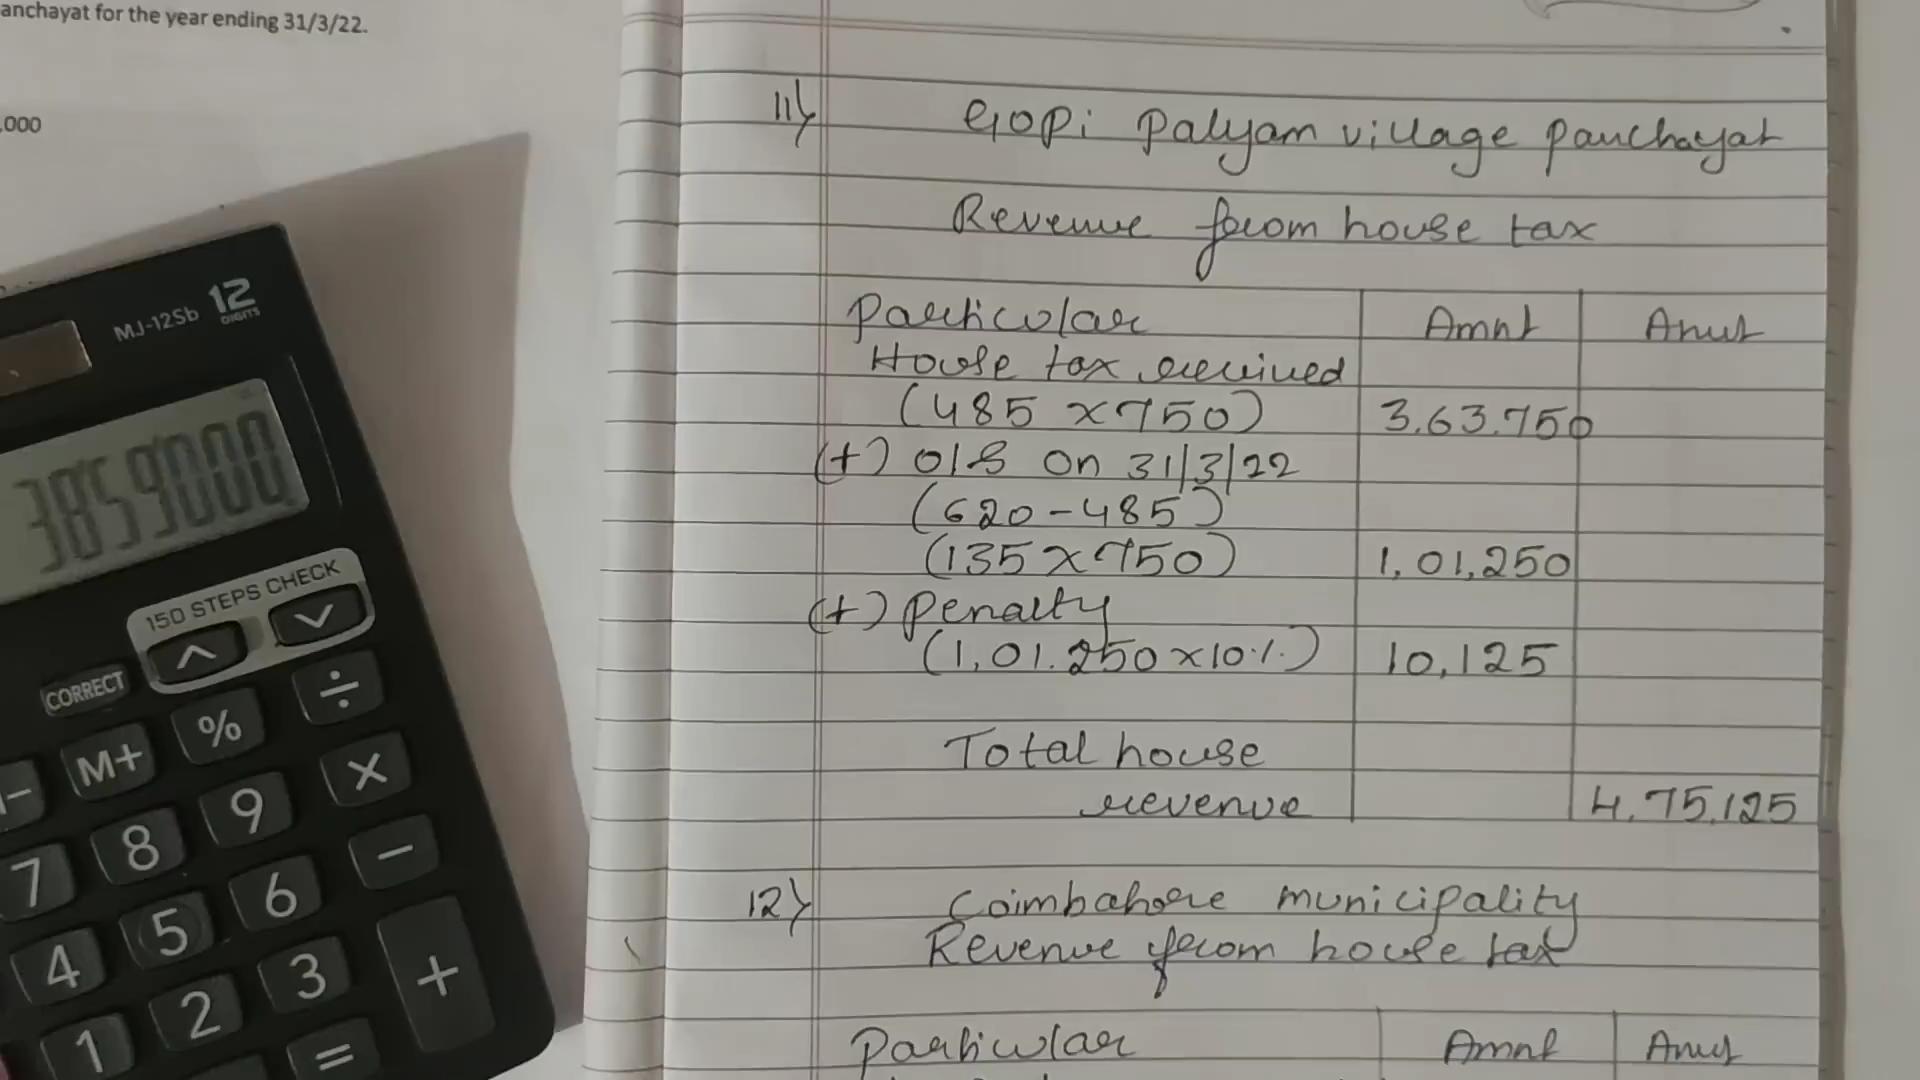 anchayat for the year ending 31/3/22.
,000
MJ-12Sb 12
DIGITS
3859000
150 STEPS CHECK
CORRECT
M+ % ÷
7 8 9 ×
4 5 6 −
1 2 3 +
=
11) Gopi Palyam village Panchayat
Revenue from house tax
Particular Amnt Amnt
House tax received
(485 × 750) 3,63,750
(+) O/S on 31/3/22
(620 - 485)
(135 × 750) 1,01,250
(+) Penalty
(1,01,250 × 10%) 10,125
Total house
revenue 4,75,125
12) Coimbatore municipality
Revenue from house tax
Particular Amnt Amnt